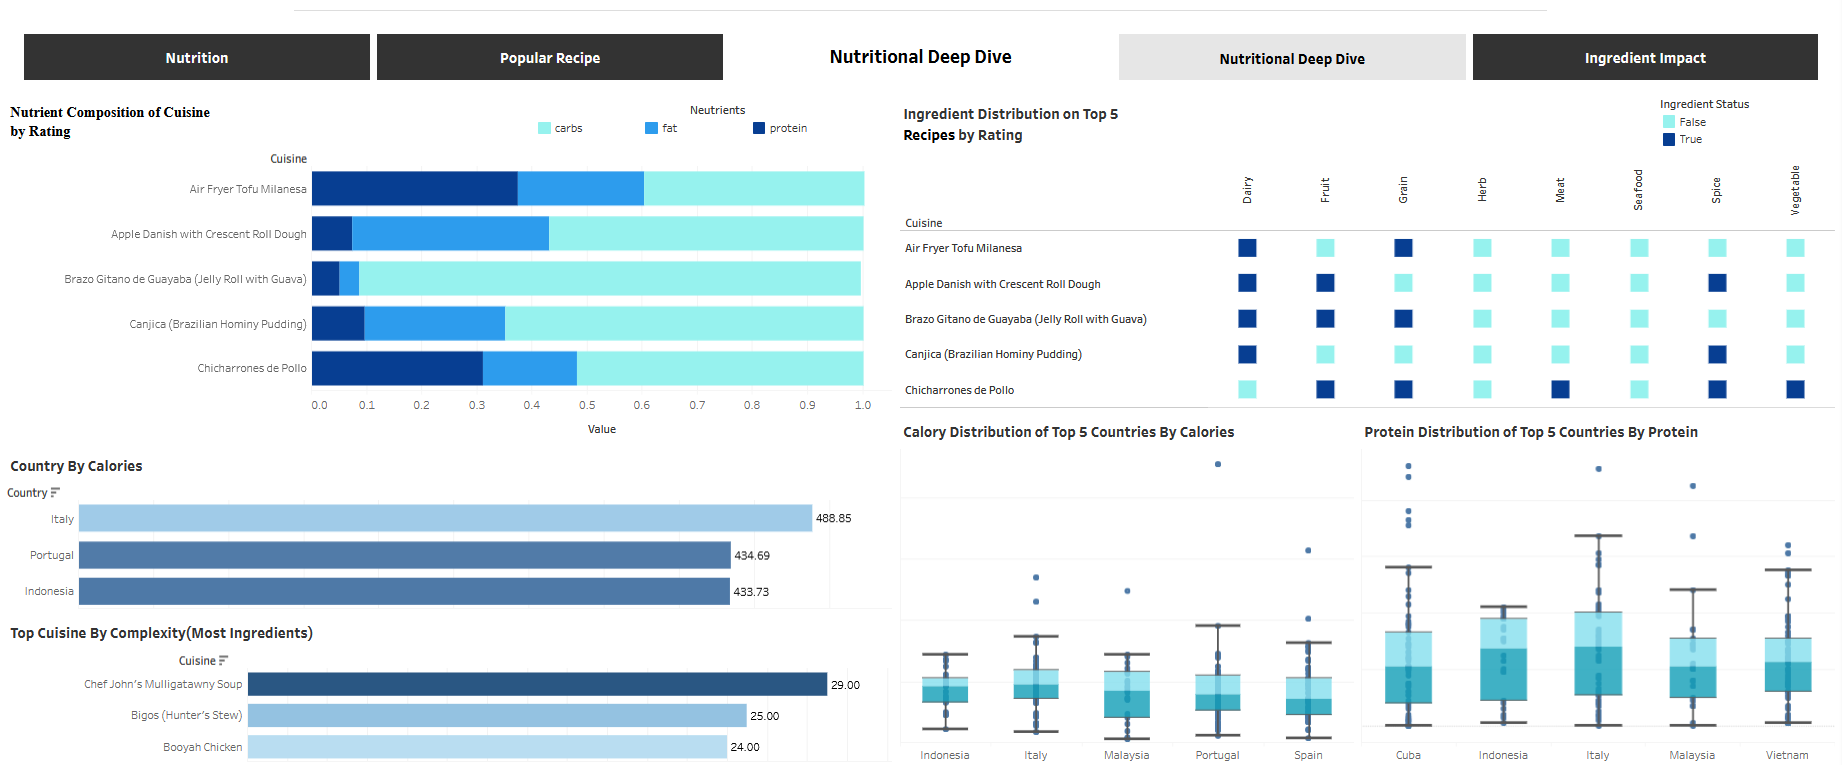 Nutrition
Popular Recipe
Nutritional Deep Dive
Nutritional Deep Dive
Ingredient Impact
Nutrient Composition of Cuisine
by Rating
Neutrients
carbs
fat
protein
Cuisine
Air Fryer Tofu Milanesa
Apple Danish with Crescent Roll Dough
Brazo Gitano de Guayaba (Jelly Roll with Guava)
Canjica (Brazilian Hominy Pudding)
Chicharrones de Pollo
0.0 0.1 0.2 0.3 0.4 0.5 0.6 0.7 0.8 0.9 1.0
Value
Ingredient Distribution on Top 5
Recipes by Rating
Ingredient Status
False
True
Dairy Fruit Grain Herb Meat Seafood Spice Vegetable
Cuisine
Air Fryer Tofu Milanesa
Apple Danish with Crescent Roll Dough
Brazo Gitano de Guayaba (Jelly Roll with Guava)
Canjica (Brazilian Hominy Pudding)
Chicharrones de Pollo
Country By Calories
Country
Italy 488.85
Portugal 434.69
Indonesia 433.73
Top Cuisine By Complexity(Most Ingredients)
Cuisine
Chef John's Mulligatawny Soup 29.00
Bigos (Hunter's Stew) 25.00
Booyah Chicken 24.00
Calory Distribution of Top 5 Countries By Calories
Indonesia Italy Malaysia Portugal Spain
Protein Distribution of Top 5 Countries By Protein
Cuba Indonesia Italy Malaysia Vietnam